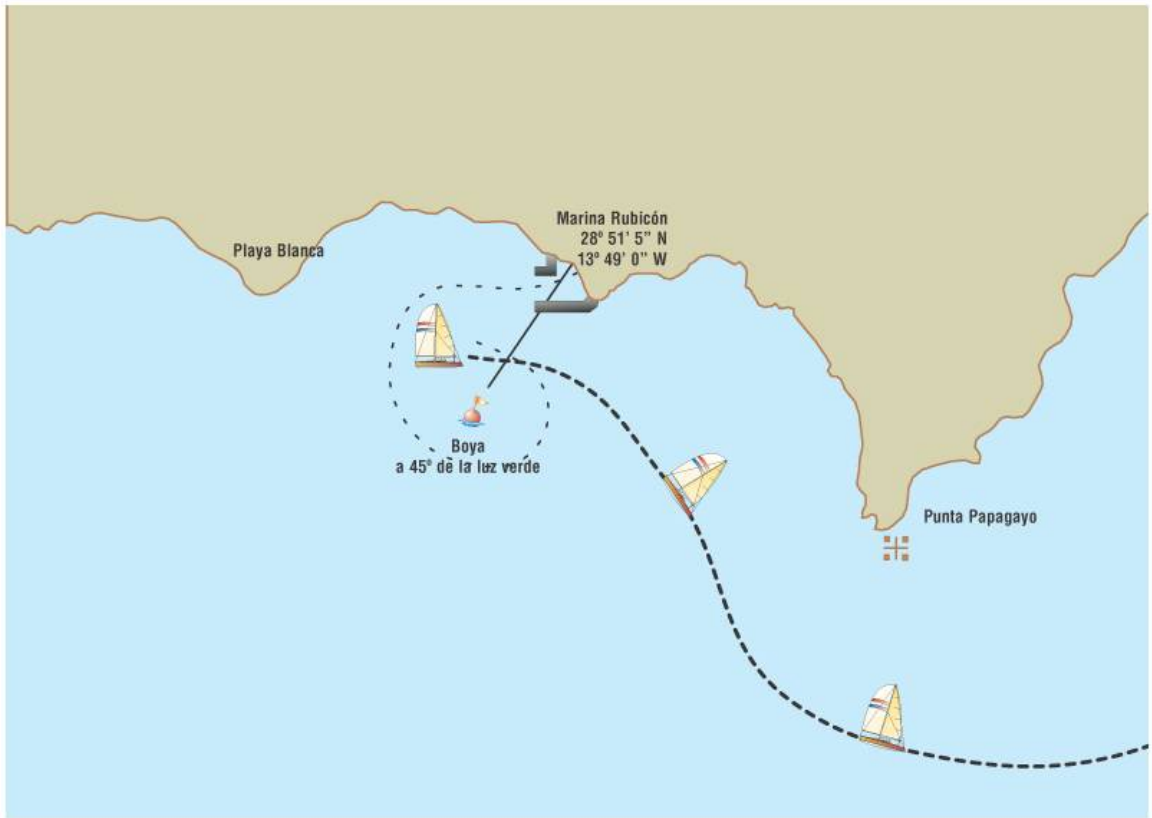 Marina Rubicón
28º 51' 5” N
13º 49' 0” W
Playa Blanca
Boya
a 45º de la luz verde
Punta Papagayo